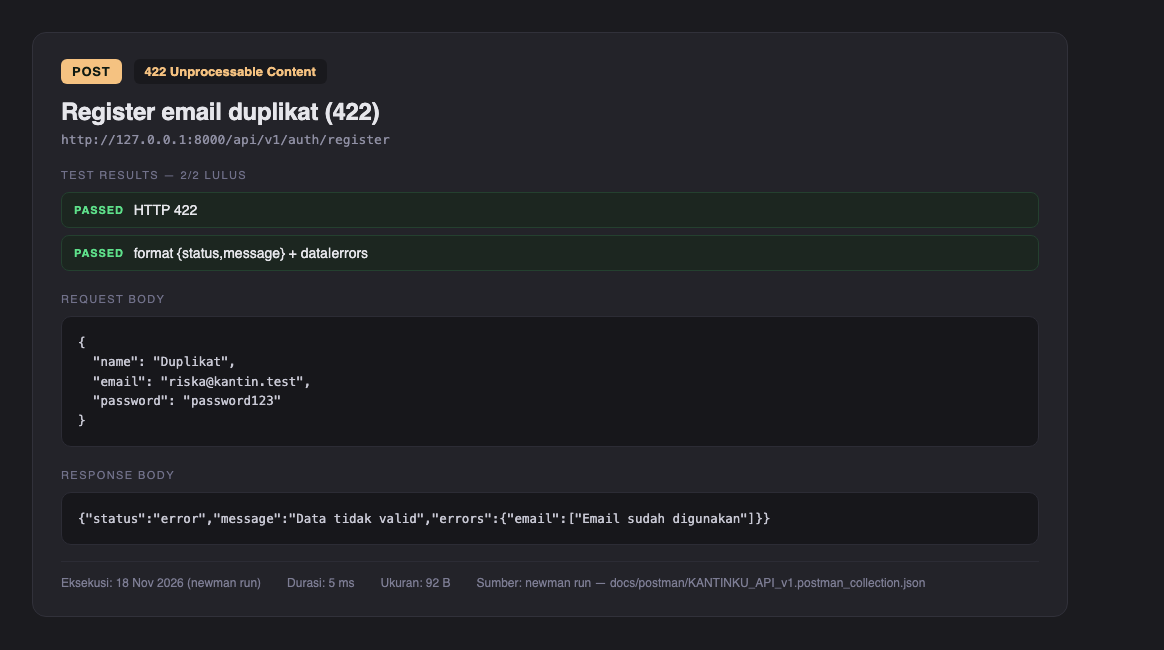 POST 422 Unprocessable Content
Register email duplikat (422)
http://127.0.0.1:8000/api/v1/auth/register
TEST RESULTS — 2/2 LULUS
PASSED HTTP 422
PASSED format {status,message} + data|errors
REQUEST BODY
{
  "name": "Duplikat",
  "email": "riska@kantin.test",
  "password": "password123"
}
RESPONSE BODY
{"status":"error","message":"Data tidak valid","errors":{"email":["Email sudah digunakan"]}}
Eksekusi: 18 Nov 2026 (newman run) Durasi: 5 ms Ukuran: 92 B Sumber: newman run — docs/postman/KANTINKU_API_v1.postman_collection.json